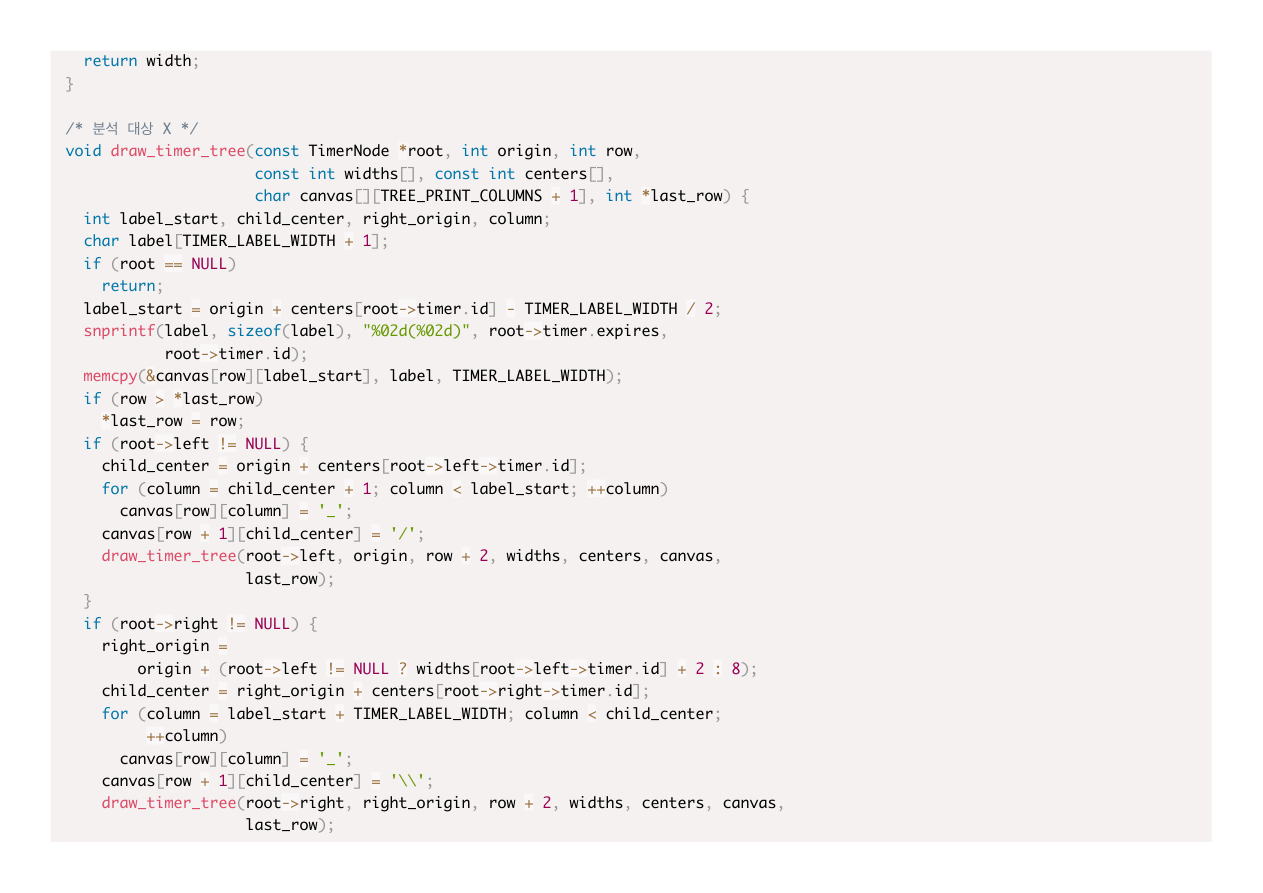 return width;
}

/* 분석 대상 X */
void draw_timer_tree(const TimerNode *root, int origin, int row,
                     const int widths[], const int centers[],
                     char canvas[][TREE_PRINT_COLUMNS + 1], int *last_row) {
  int label_start, child_center, right_origin, column;
  char label[TIMER_LABEL_WIDTH + 1];
  if (root == NULL)
    return;
  label_start = origin + centers[root->timer.id] - TIMER_LABEL_WIDTH / 2;
  snprintf(label, sizeof(label), "%02d(%02d)", root->timer.expires,
           root->timer.id);
  memcpy(&canvas[row][label_start], label, TIMER_LABEL_WIDTH);
  if (row > *last_row)
    *last_row = row;
  if (root->left != NULL) {
    child_center = origin + centers[root->left->timer.id];
    for (column = child_center + 1; column < label_start; ++column)
      canvas[row][column] = '_';
    canvas[row + 1][child_center] = '/';
    draw_timer_tree(root->left, origin, row + 2, widths, centers, canvas,
                    last_row);
  }
  if (root->right != NULL) {
    right_origin =
        origin + (root->left != NULL ? widths[root->left->timer.id] + 2 : 8);
    child_center = right_origin + centers[root->right->timer.id];
    for (column = label_start + TIMER_LABEL_WIDTH; column < child_center;
         ++column)
      canvas[row][column] = '_';
    canvas[row + 1][child_center] = '\\';
    draw_timer_tree(root->right, right_origin, row + 2, widths, centers, canvas,
                    last_row);